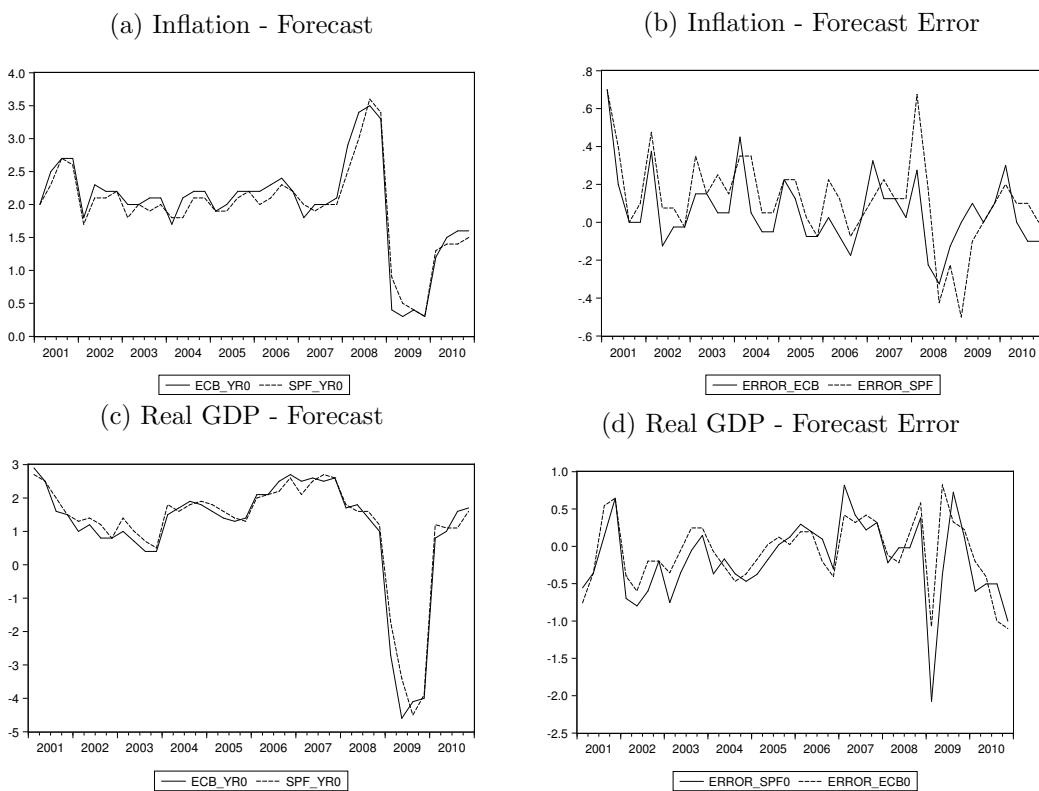 (a) Inflation - Forecast
4.0
3.5
3.0
2.5
2.0
1.5
1.0
0.5
0.0
2001 2002 2003 2004 2005 2006 2007 2008 2009 2010
ECB_YR0 SPF_YR0
(b) Inflation - Forecast Error
.8
.6
.4
.2
.0
-.2
-.4
-.6
2001 2002 2003 2004 2005 2006 2007 2008 2009 2010
ERROR_ECB ERROR_SPF
(c) Real GDP - Forecast
3
2
1
0
-1
-2
-3
-4
-5
2001 2002 2003 2004 2005 2006 2007 2008 2009 2010
ECB_YR0 SPF_YR0
(d) Real GDP - Forecast Error
1.0
0.5
0.0
-0.5
-1.0
-1.5
-2.0
-2.5
2001 2002 2003 2004 2005 2006 2007 2008 2009 2010
ERROR_SPF0 ERROR_ECB0